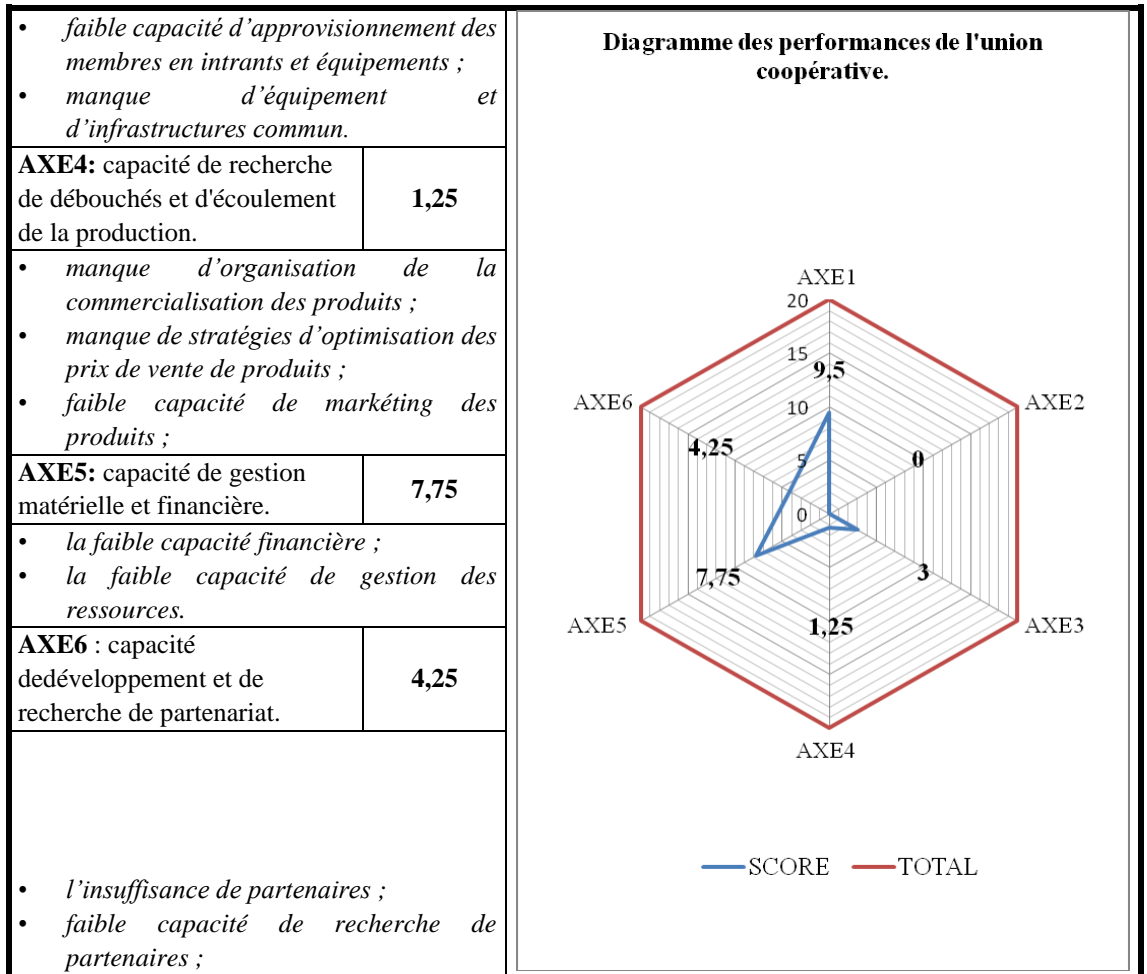 • faible capacité d’approvisionnement des
membres en intrants et équipements ;
• manque d’équipement et
d’infrastructures commun.
AXE4: capacité de recherche
de débouchés et d'écoulement
de la production.
1,25
• manque d’organisation de la
commercialisation des produits ;
• manque de stratégies d’optimisation des
prix de vente de produits ;
• faible capacité de markéting des
produits ;
AXE5: capacité de gestion
matérielle et financière.
7,75
• la faible capacité financière ;
• la faible capacité de gestion des
ressources.
AXE6 : capacité
dedéveloppement et de
recherche de partenariat.
4,25
• l’insuffisance de partenaires ;
• faible capacité de recherche de
partenaires ;
Diagramme des performances de l'union
coopérative.
AXE1
20
15
9,5
10
AXE6
AXE2
4,25
5
0
0
7,75
3
AXE5
1,25
AXE3
AXE4
SCORE TOTAL